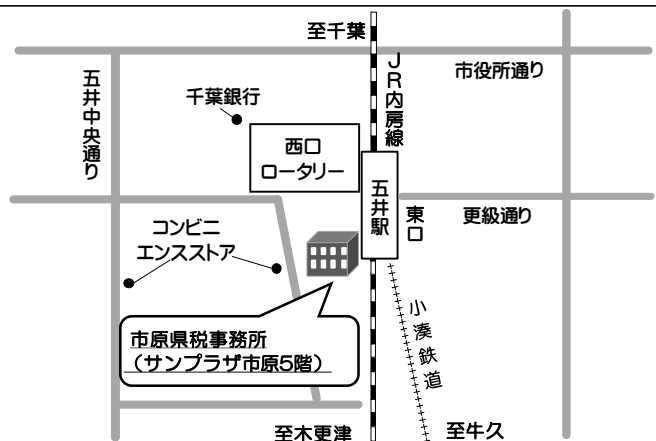 至千葉
JR内房線
市役所通り
五井中央通り
千葉銀行
西口
ロータリー
五井駅
東口
更級通り
コンビニ
エンスストア
市原県税事務所
（サンプラザ市原5階）
小湊鉄道
至木更津
至牛久